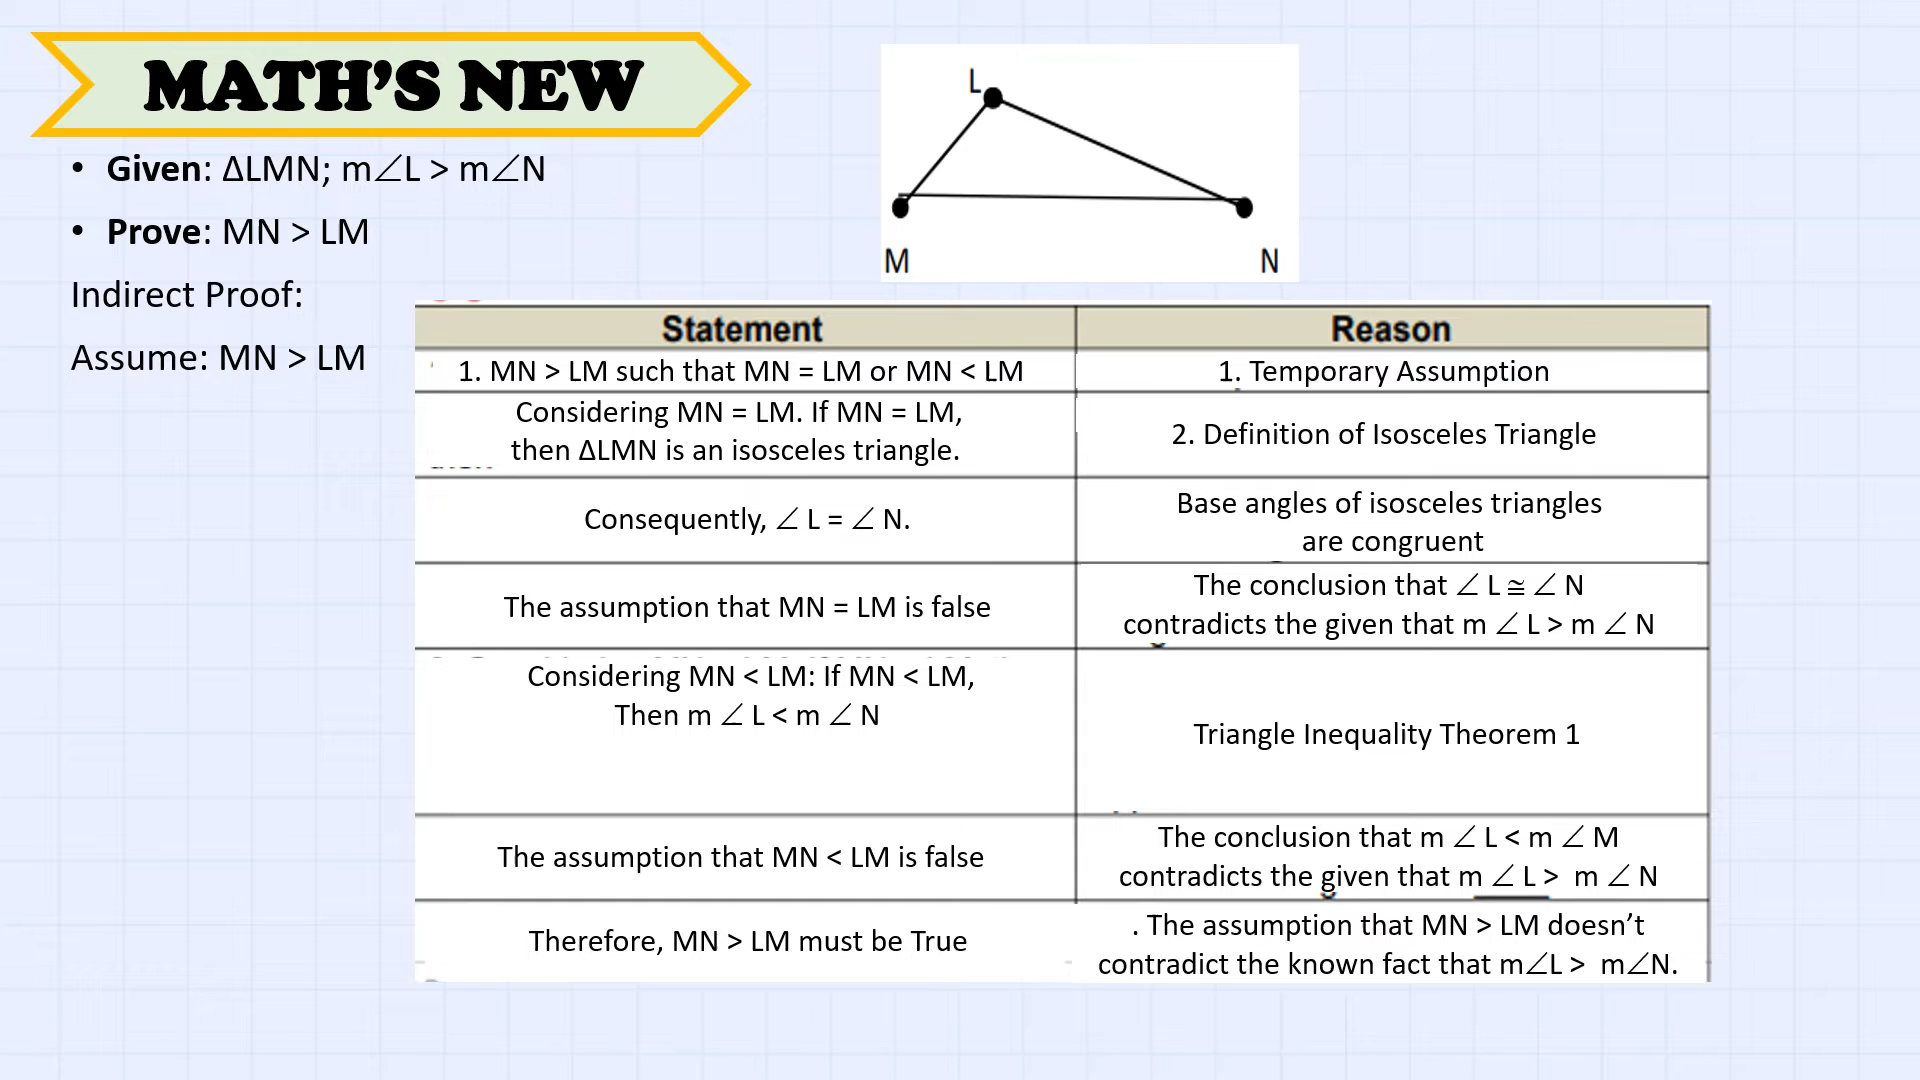 MATH’S NEW
• Given: ∆LMN; m∠L > m∠N
• Prove: MN > LM
Indirect Proof:
Assume: MN > LM
L
M
N
Statement
Reason
1. MN > LM such that MN = LM or MN < LM
1. Temporary Assumption
Considering MN = LM. If MN = LM,
then ∆LMN is an isosceles triangle.
2. Definition of Isosceles Triangle
Consequently, ∠ L = ∠ N.
Base angles of isosceles triangles
are congruent
The assumption that MN = LM is false
The conclusion that ∠ L ≅ ∠ N
contradicts the given that m ∠ L > m ∠ N
Considering MN < LM: If MN < LM,
Then m ∠ L < m ∠ N
Triangle Inequality Theorem 1
The assumption that MN < LM is false
The conclusion that m ∠ L < m ∠ M
contradicts the given that m ∠ L > m ∠ N
Therefore, MN > LM must be True
. The assumption that MN > LM doesn’t
contradict the known fact that m∠L > m∠N.